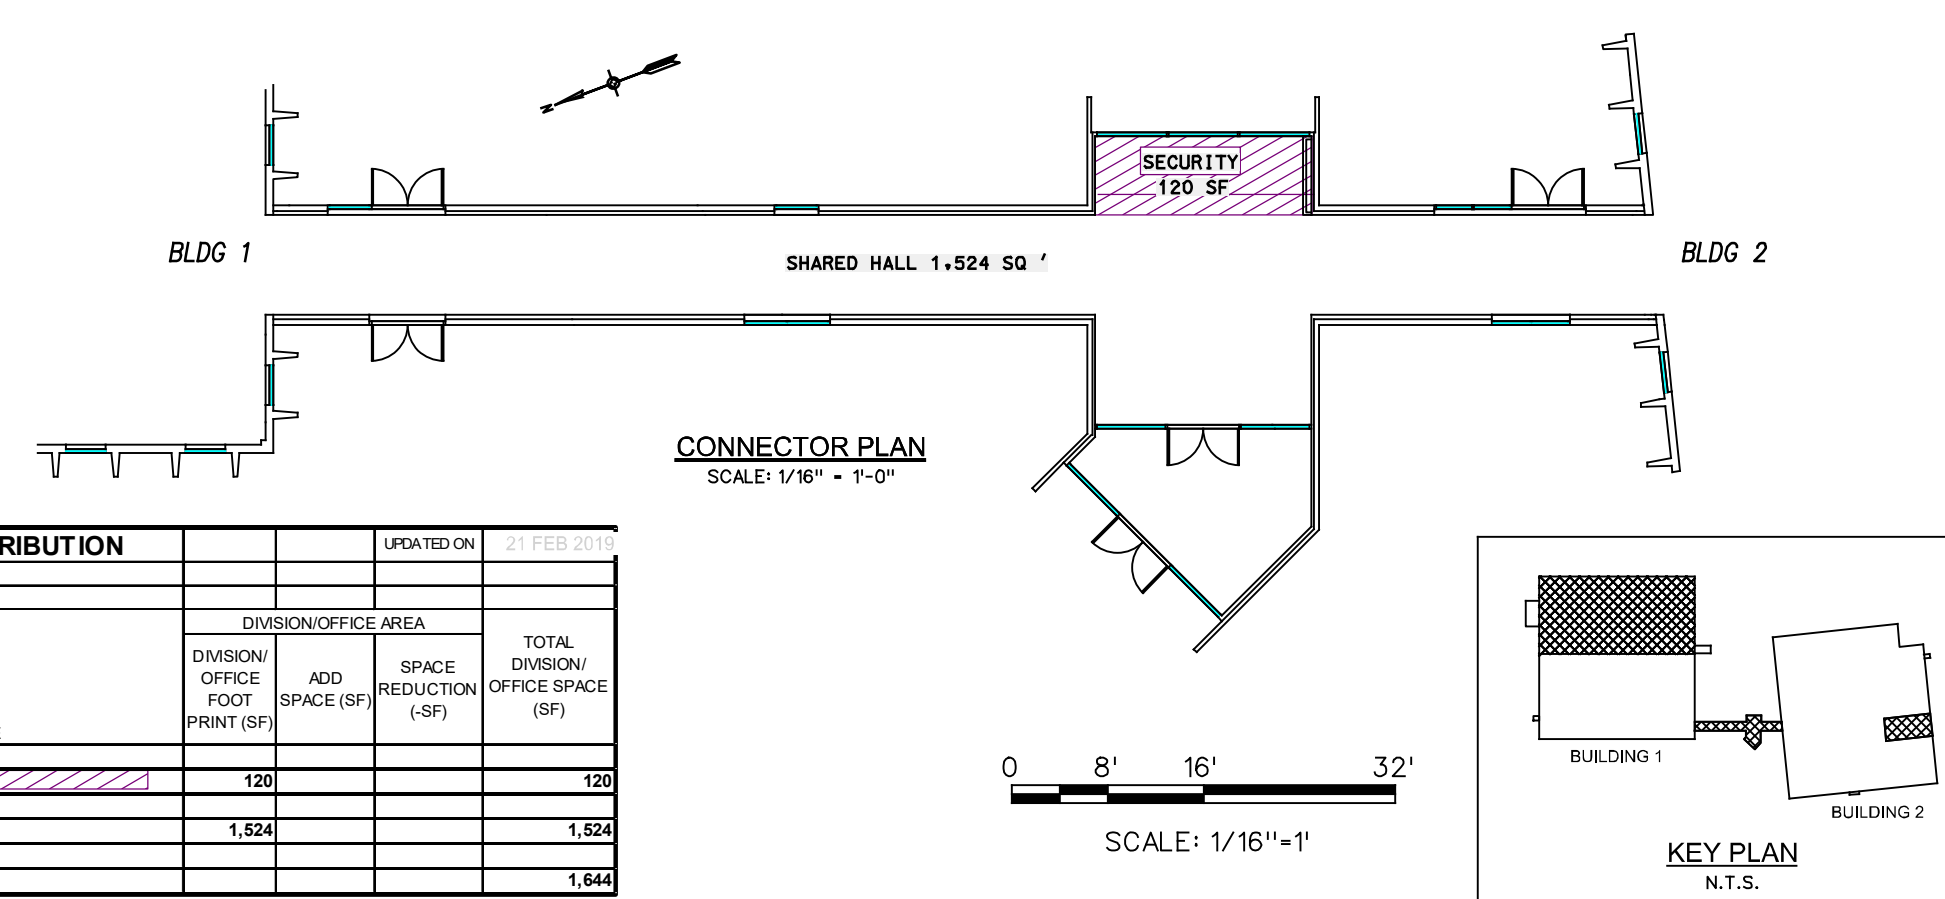 N
SECURITY
120 SF
BLDG 1
SHARED HALL 1,524 SQ '
BLDG 2
CONNECTOR PLAN
SCALE: 1/16" = 1'-0"
RIBUTION
UPDATED ON
21 FEB 2019
DIVISION/OFFICE AREA
DIVISION/
OFFICE
FOOT
PRINT (SF)
ADD
SPACE (SF)
SPACE
REDUCTION
(-SF)
TOTAL
DIVISION/
OFFICE SPACE
(SF)
120
120
1,524
1,524
1,644
0 8' 16' 32'
SCALE: 1/16"=1'
BUILDING 1
BUILDING 2
KEY PLAN
N.T.S.